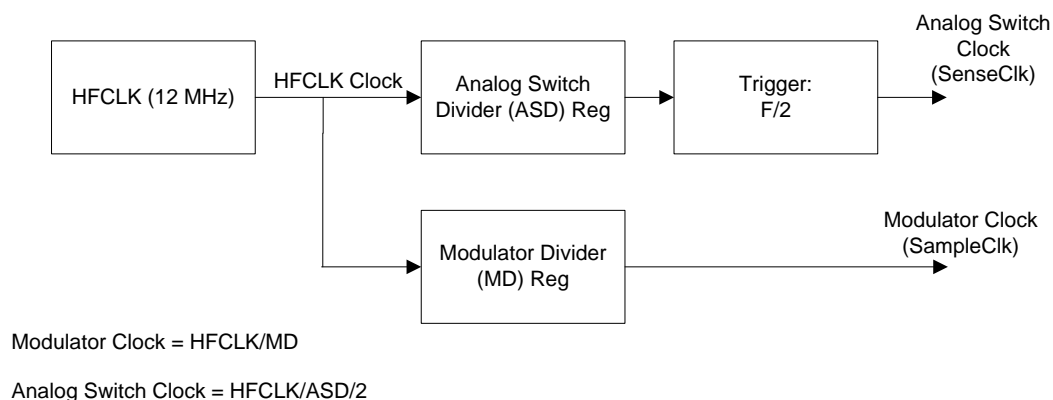 Analog Switch
Clock
(SenseClk)
HFCLK (12 MHz)
HFCLK Clock
Analog Switch
Divider (ASD) Reg
Trigger:
F/2
Modulator Divider
(MD) Reg
Modulator Clock
(SampleClk)
Modulator Clock = HFCLK/MD
Analog Switch Clock = HFCLK/ASD/2